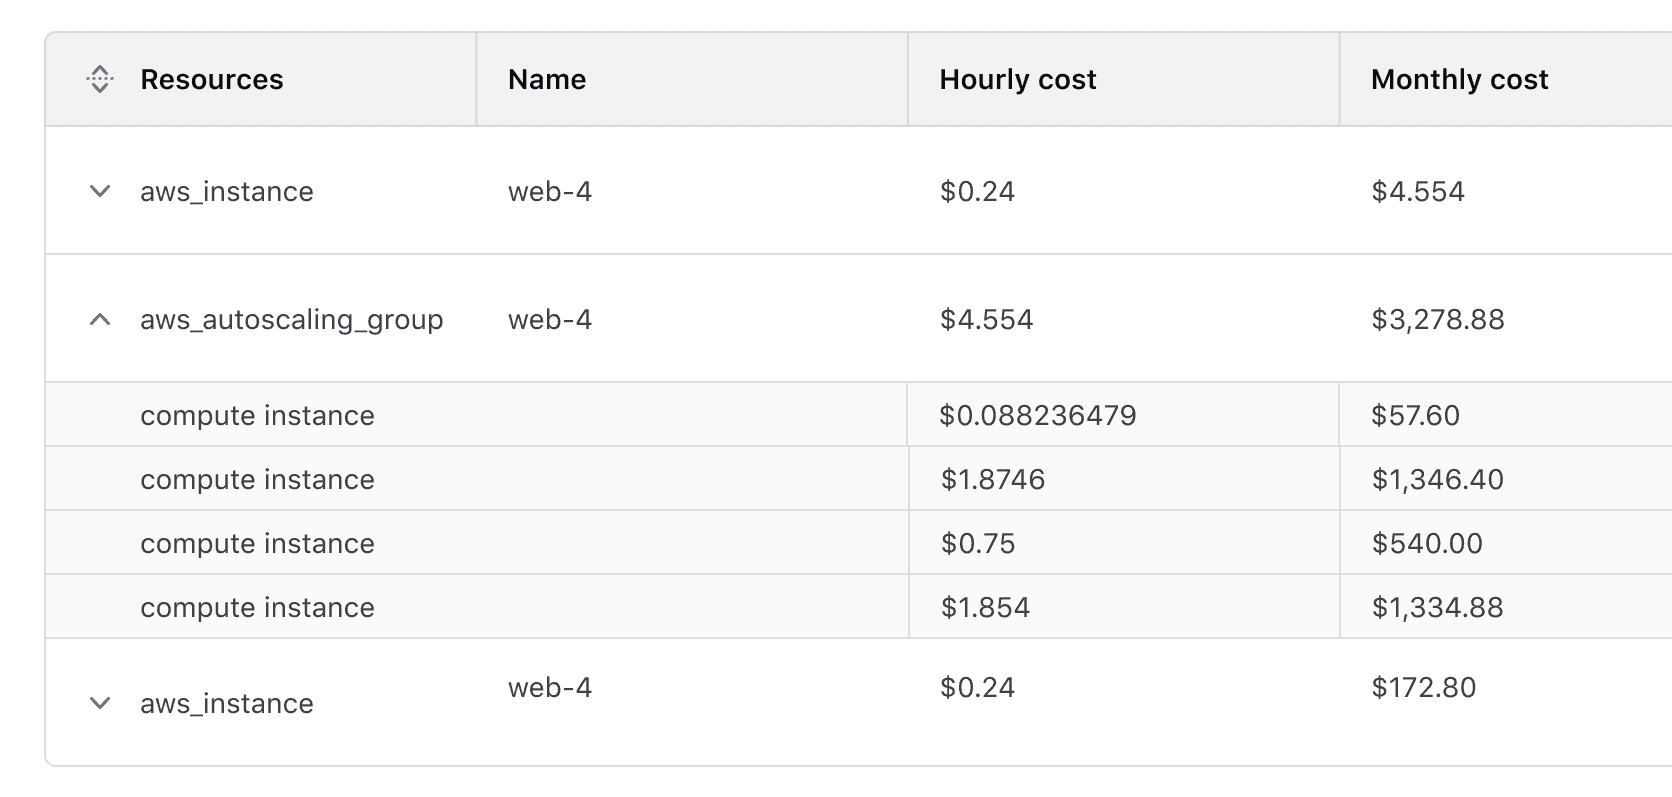 Resources Name Hourly cost Monthly cost
aws_instance web-4 $0.24 $4.554
aws_autoscaling_group web-4 $4.554 $3,278.88
compute instance $0.088236479 $57.60
compute instance $1.8746 $1,346.40
compute instance $0.75 $540.00
compute instance $1.854 $1,334.88
aws_instance web-4 $0.24 $172.80